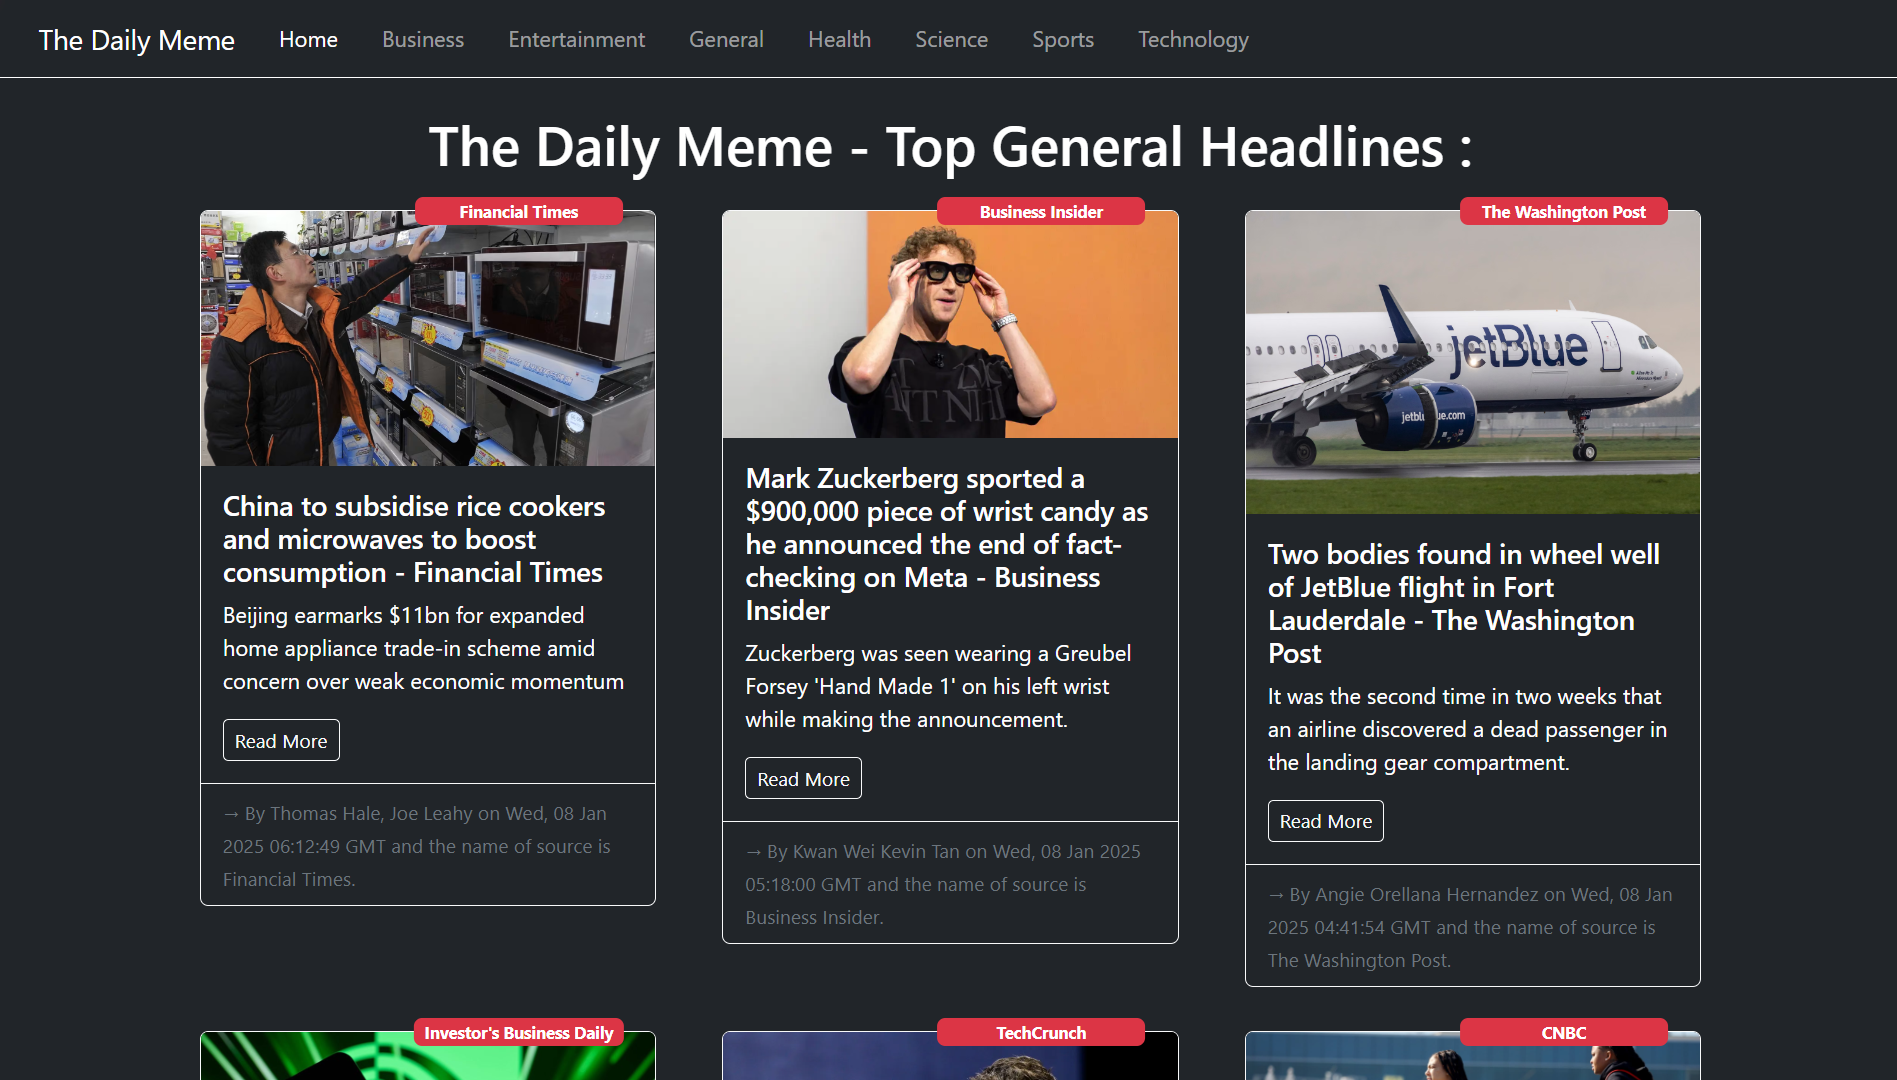 The Daily Meme Home Business Entertainment General Health Science Sports Technology
The Daily Meme - Top General Headlines :
Financial Times
China to subsidise rice cookers
and microwaves to boost
consumption - Financial Times
Beijing earmarks $11bn for expanded
home appliance trade-in scheme amid
concern over weak economic momentum
Read More
→ By Thomas Hale, Joe Leahy on Wed, 08 Jan
2025 06:12:49 GMT and the name of source is
Financial Times.
Business Insider
Mark Zuckerberg sported a
$900,000 piece of wrist candy as
he announced the end of fact-
checking on Meta - Business
Insider
Zuckerberg was seen wearing a Greubel
Forsey 'Hand Made 1' on his left wrist
while making the announcement.
Read More
→ By Kwan Wei Kevin Tan on Wed, 08 Jan 2025
05:18:00 GMT and the name of source is
Business Insider.
The Washington Post
jetBlue
Two bodies found in wheel well
of JetBlue flight in Fort
Lauderdale - The Washington
Post
It was the second time in two weeks that
an airline discovered a dead passenger in
the landing gear compartment.
Read More
→ By Angie Orellana Hernandez on Wed, 08 Jan
2025 04:41:54 GMT and the name of source is
The Washington Post.
Investor's Business Daily
TechCrunch
CNBC